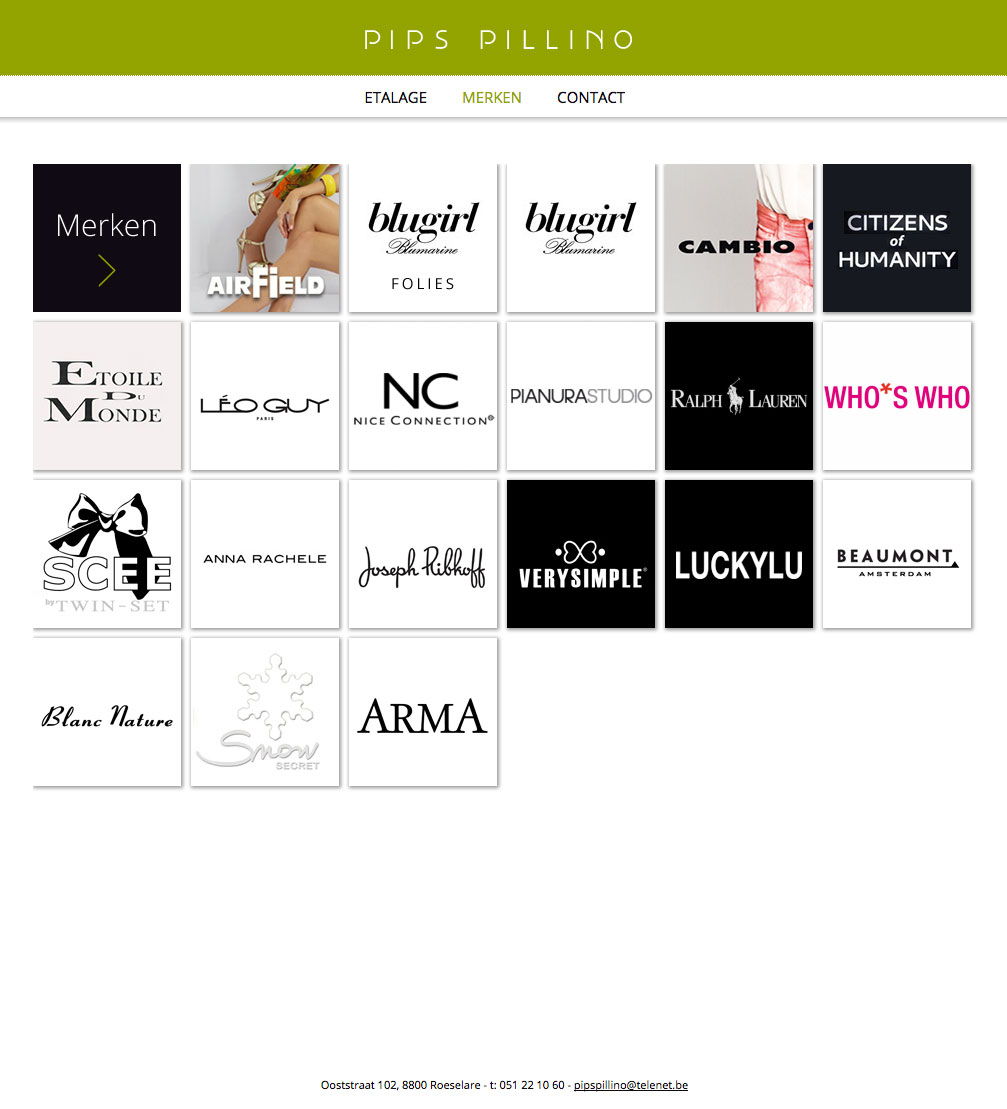 PIPS PILLINO
ETALAGE MERKEN CONTACT
Merken
AIRFIELD
blugirl
Blumarine
FOLIES
blugirl
Blumarine
CAMBIO
CITIZENS
of
HUMANITY
ETOILE
DU
MONDE
LÉO GUY
PARIS
NC
NICE CONNECTION®
PIANURASTUDIO
RALPH LAUREN
WHO*S WHO
SCEE
by TWIN-SET
ANNA RACHELE
Joseph Ribkoff
VERYSIMPLE®
LUCKYLU
BEAUMONT
AMSTERDAM
Blanc Nature
Snow
SECRET
ARMA
Ooststraat 102, 8800 Roeselare - t: 051 22 10 60 - pipspillino@telenet.be